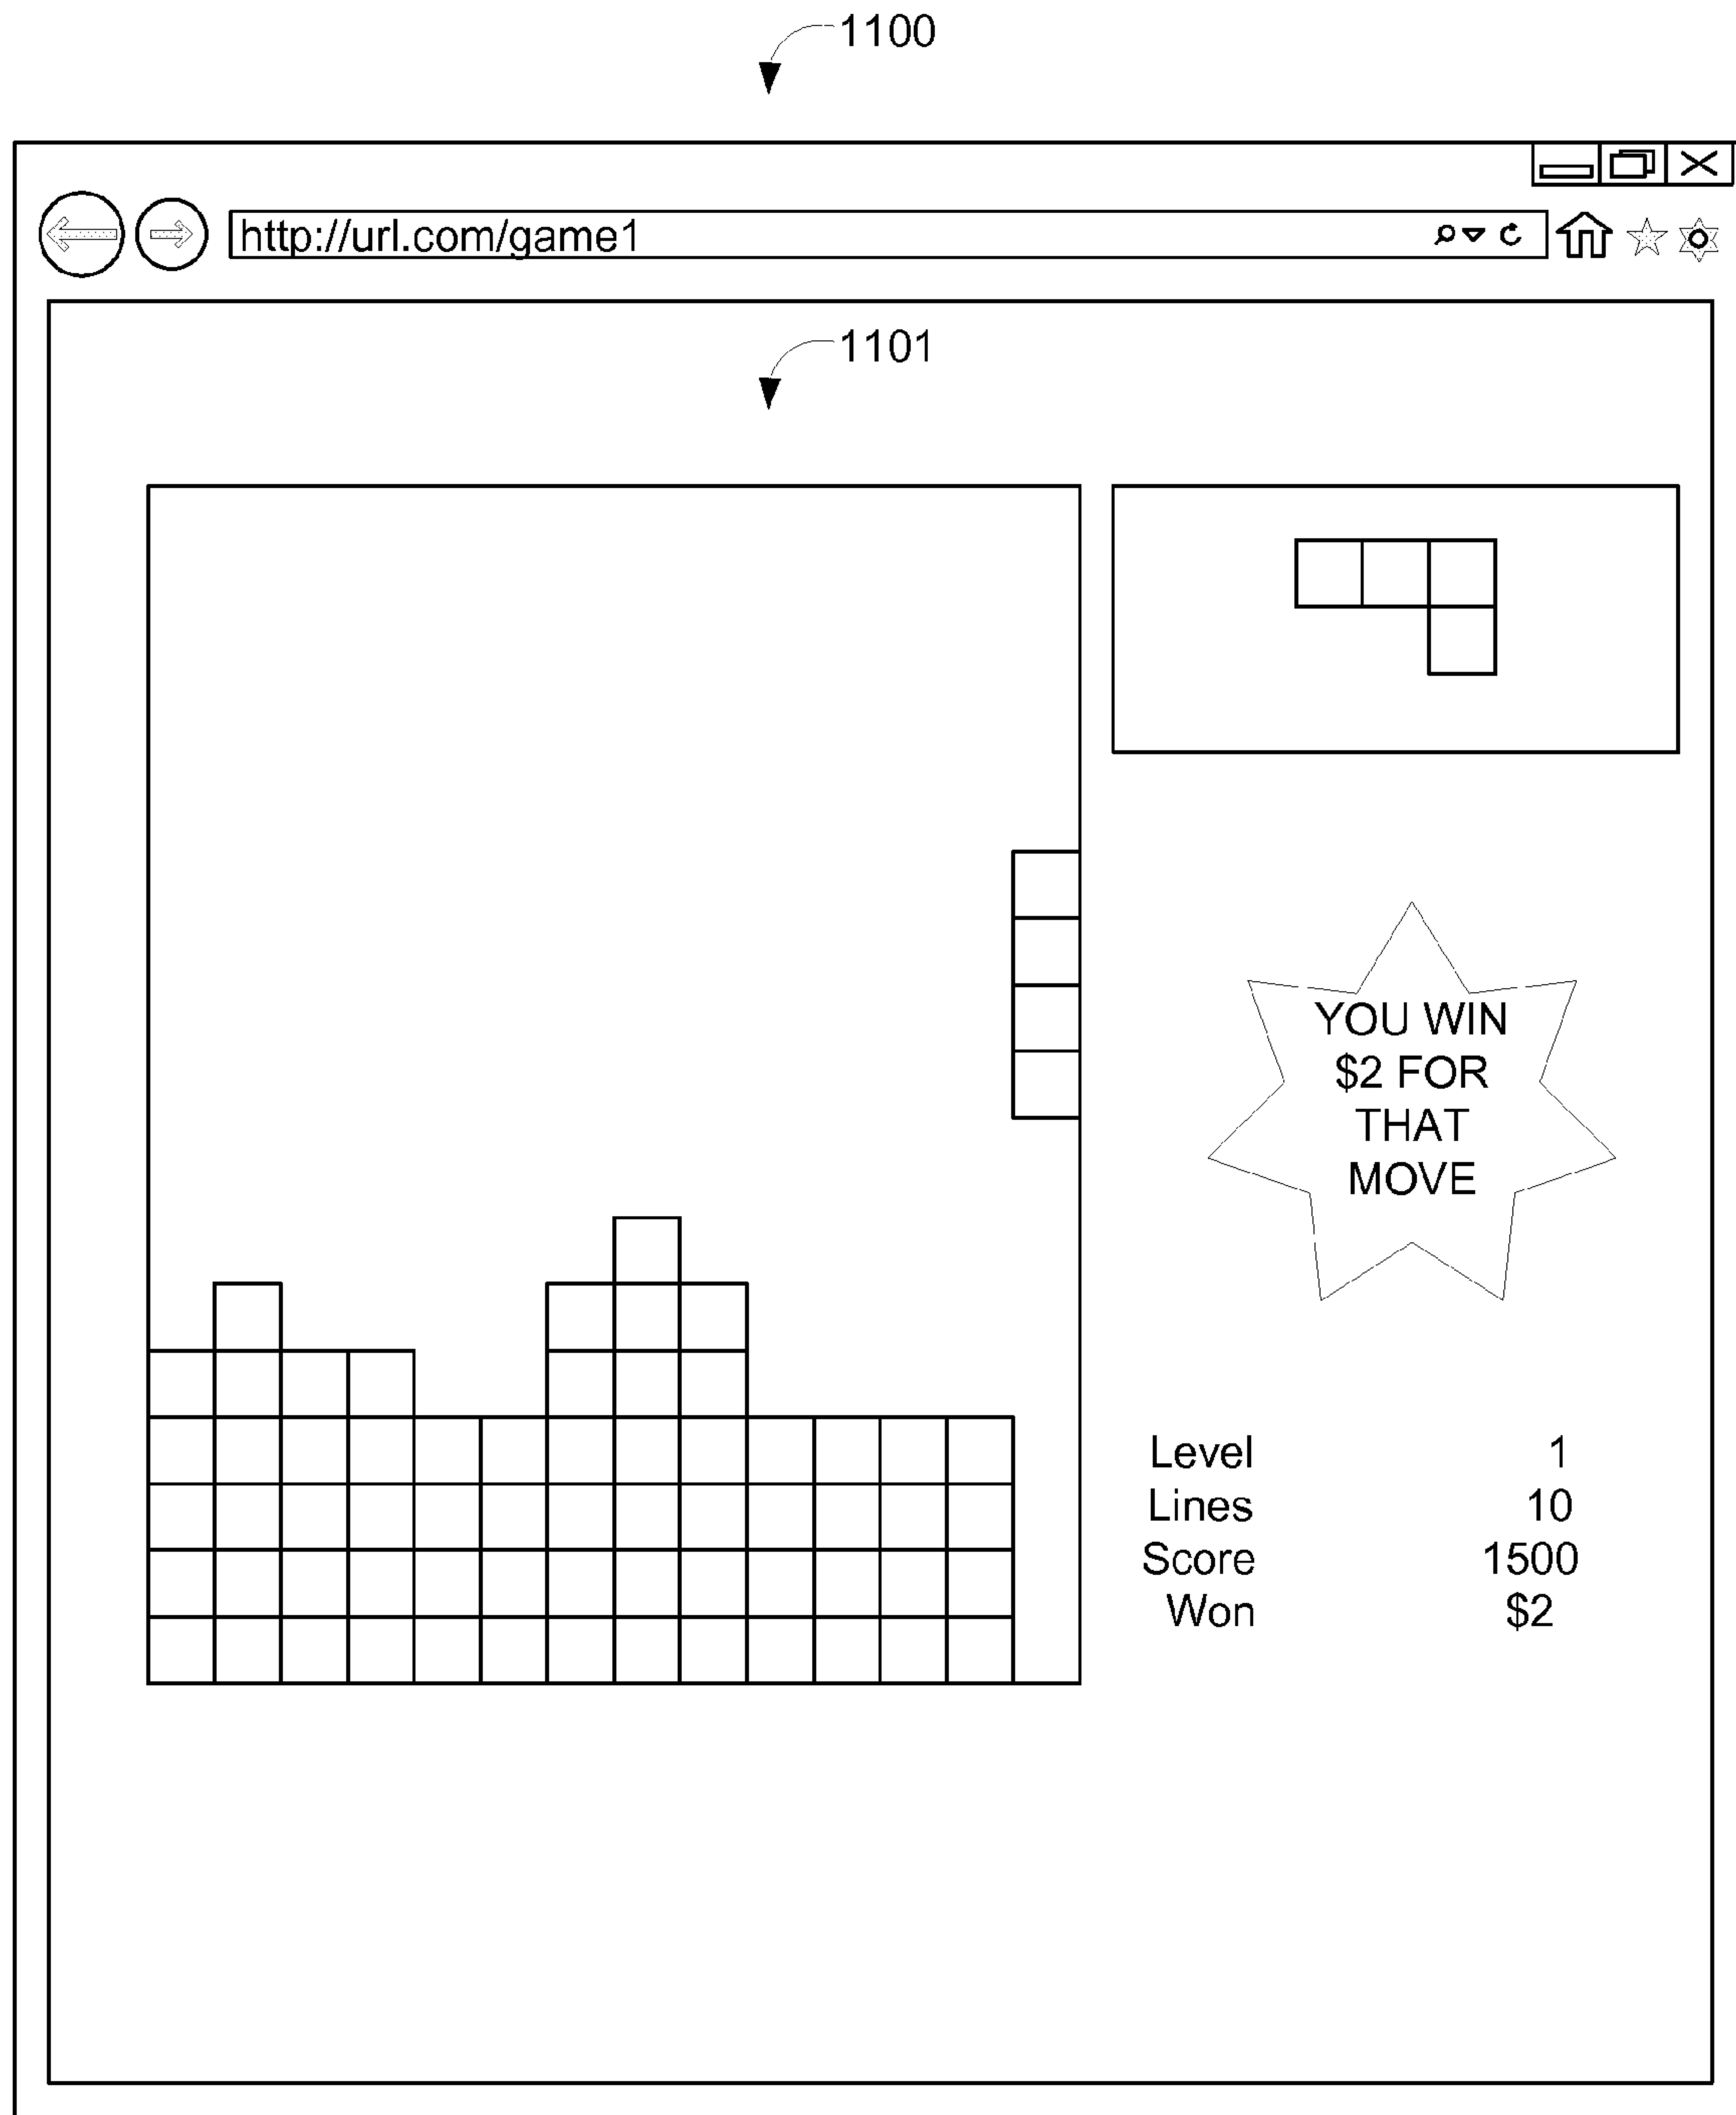 1100
http://url.com/game1
1101
YOU WIN
$2 FOR
THAT
MOVE
Level 1
Lines 10
Score 1500
Won $2